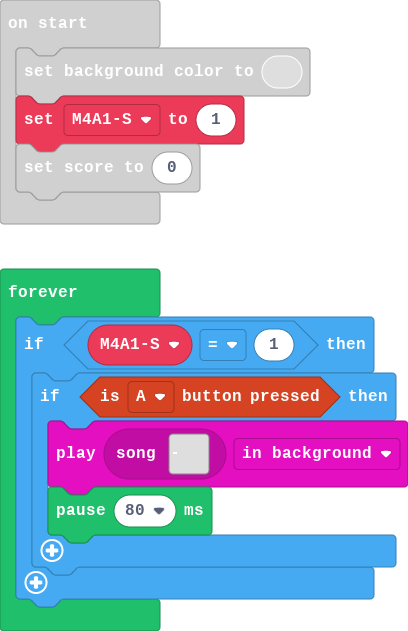 on start
set background color to
set M4A1-S to 1
set score to 0
forever
if M4A1-S = 1 then
if is A button pressed then
play song - in background
pause 80 ms